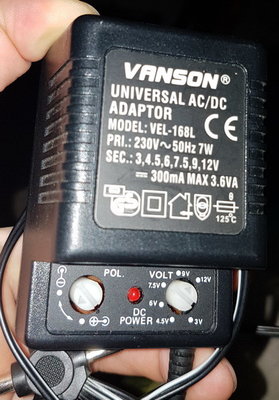 VANSON®
UNIVERSAL AC/DC
ADAPTOR
MODEL: VEL-168L CE
PRI.: 230V~50Hz 7W
SEC.: 3,4.5,6,7.5,9,12V
⎓ 300mA MAX 3.6VA
125℃
POL. VOLT 9V
7.5V 12V
6V
DC
POWER 4.5V 3V